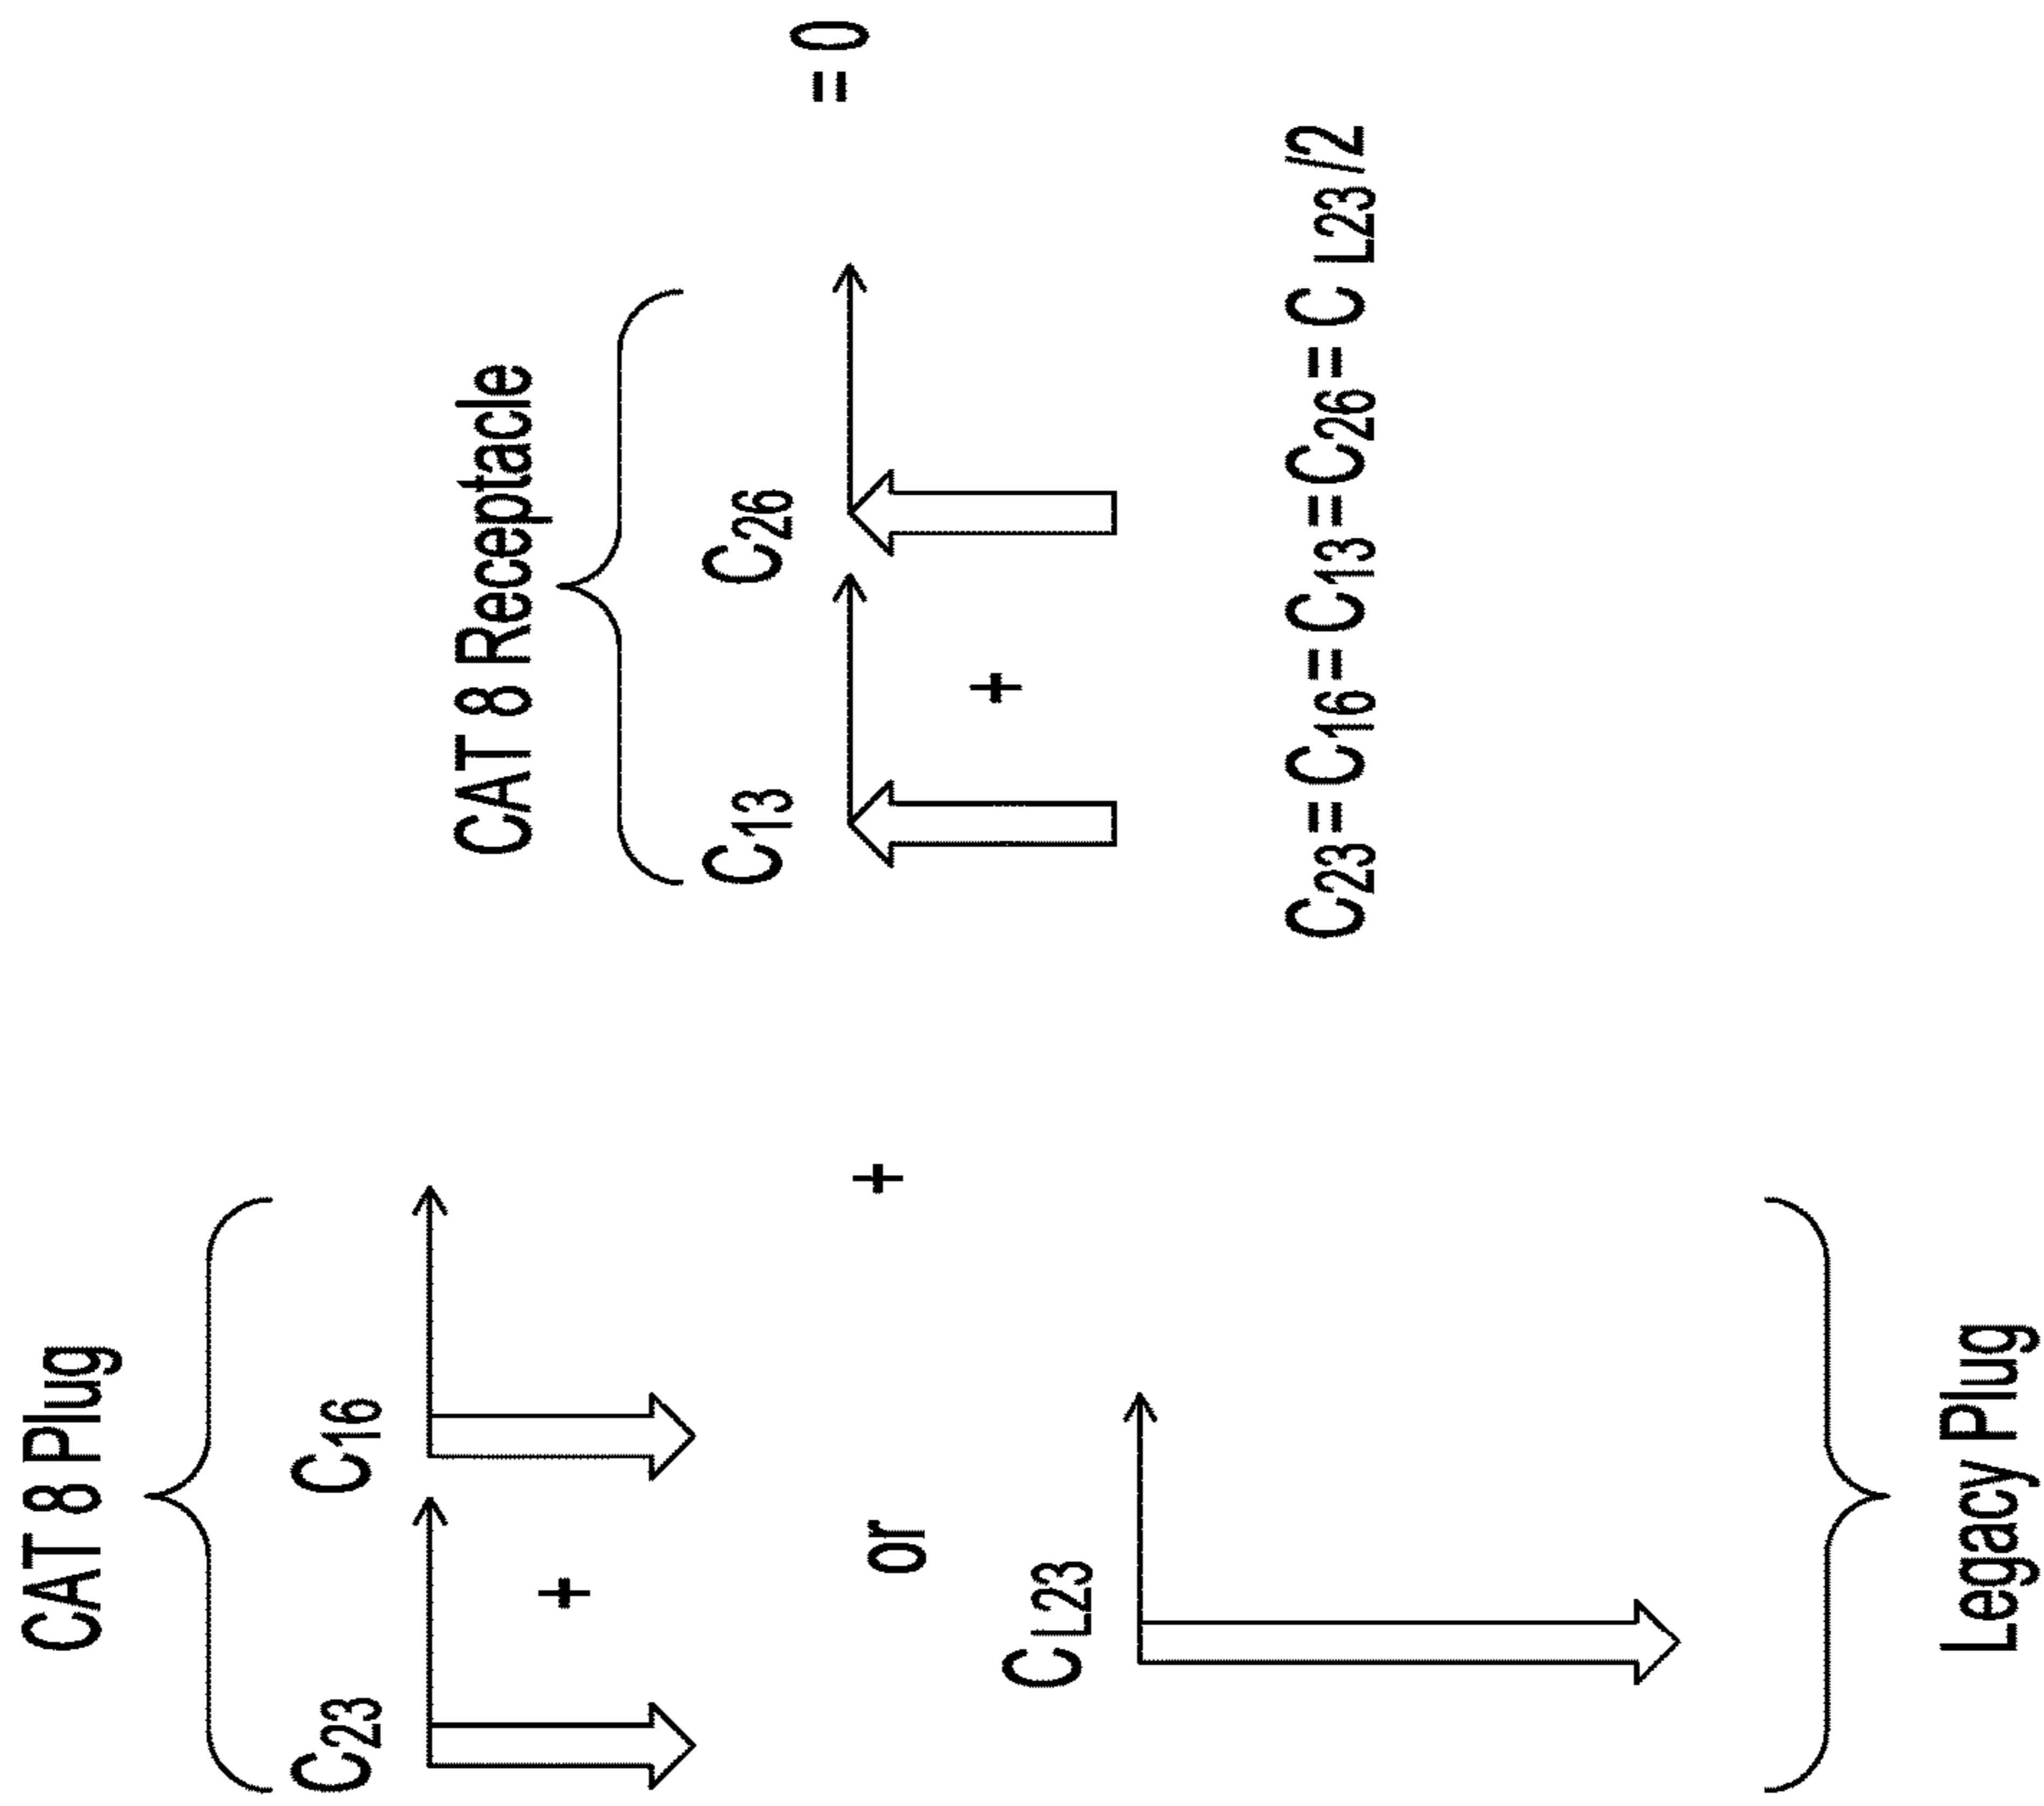 CAT 8 Plug
C23 C16
+
or
CL23
Legacy Plug
+
CAT 8 Receptacle
C13 C26
+
= 0
C23 = C16 = C13 = C26 = C L23 /2